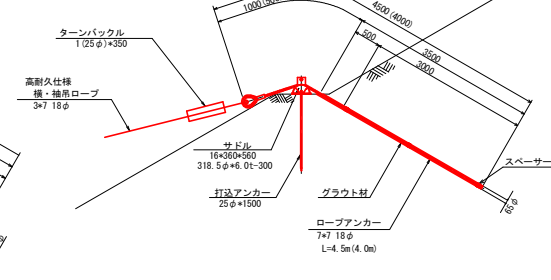 4500(4000)
500
3500
3000
ターンバックル
1(25φ)*350
高耐久仕様
横・袖吊ロープ
3*7 18φ
サドル
16*360*560
318.5φ*6.0t-300
打込アンカー
25φ*1500
グラウト材
ロープアンカー
7*7 18φ
L=4.5m(4.0m)
スペーサー
65φ